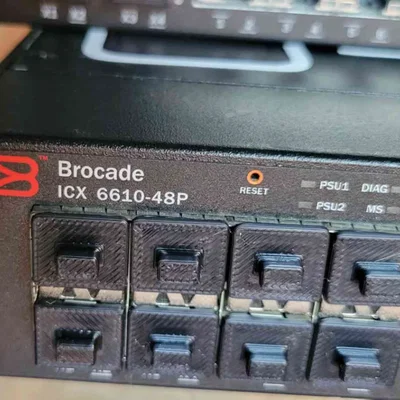 Brocade
ICX 6610-48P
RESET
PSU1 DIAG
PSU2 MS